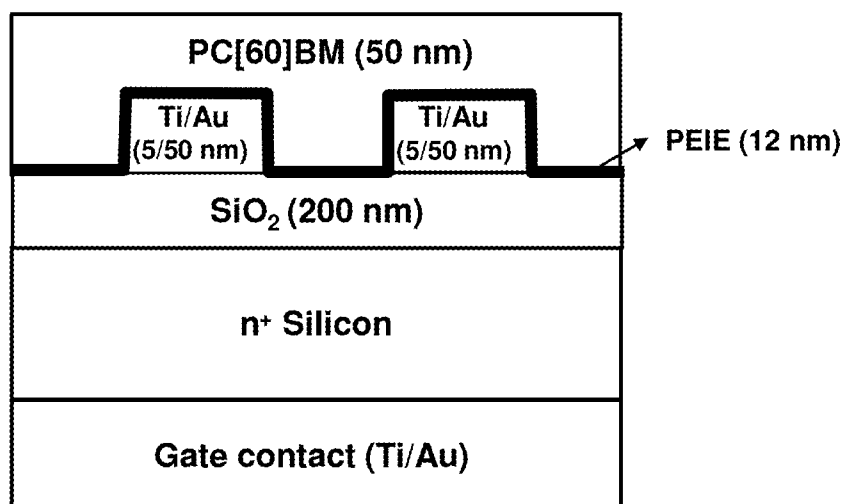 PC[60]BM (50 nm)
Ti/Au
(5/50 nm)
Ti/Au
(5/50 nm)
PEIE (12 nm)
SiO₂ (200 nm)
n⁺ Silicon
Gate contact (Ti/Au)